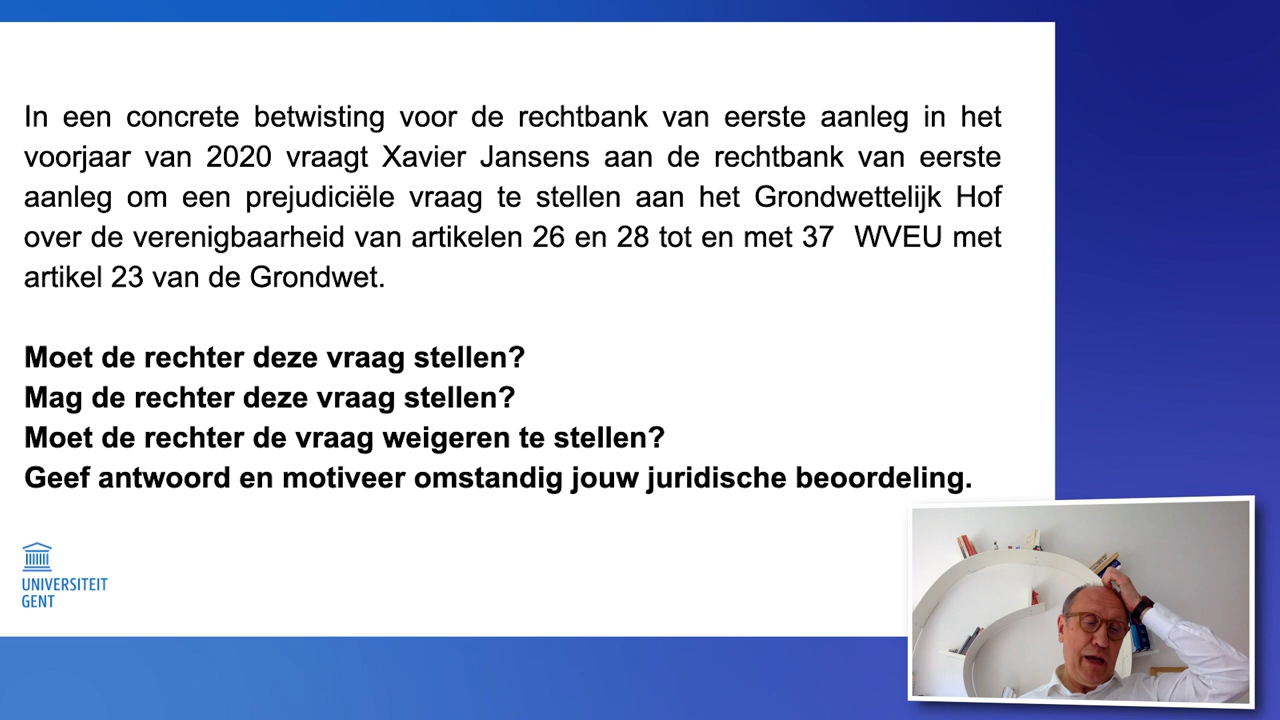 In een concrete betwisting voor de rechtbank van eerste aanleg in het
voorjaar van 2020 vraagt Xavier Jansens aan de rechtbank van eerste
aanleg om een prejudiciële vraag te stellen aan het Grondwettelijk Hof
over de verenigbaarheid van artikelen 26 en 28 tot en met 37 WVEU met
artikel 23 van de Grondwet.
Moet de rechter deze vraag stellen?
Mag de rechter deze vraag stellen?
Moet de rechter de vraag weigeren te stellen?
Geef antwoord en motiveer omstandig jouw juridische beoordeling.
UNIVERSITEIT
GENT